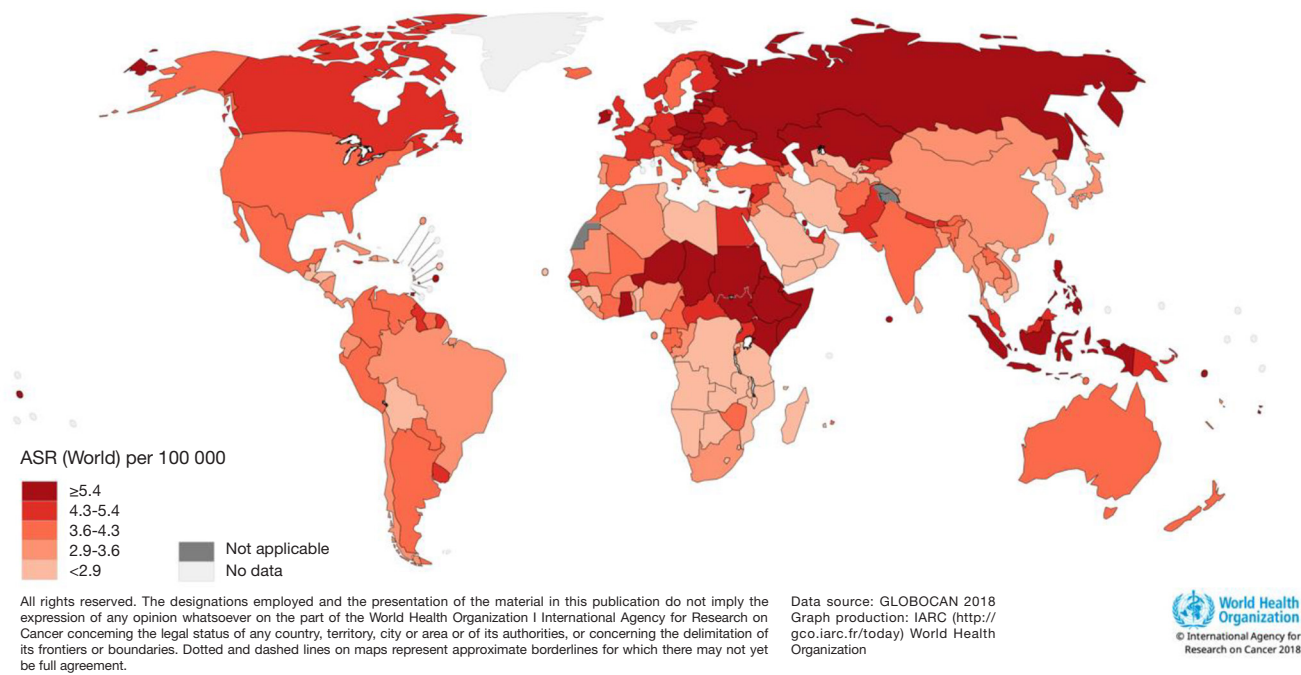 ASR (World) per 100 000
≥5.4
4.3-5.4
3.6-4.3
2.9-3.6
<2.9
Not applicable
No data
All rights reserved. The designations employed and the presentation of the material in this publication do not imply the
expression of any opinion whatsoever on the part of the World Health Organization I International Agency for Research on
Cancer conceming the legal status of any country, territory, city or area or of its authorities, or concerning the delimitation of
its frontiers or boundaries. Dotted and dashed lines on maps represent approximate borderlines for which there may not yet
be full agreement.
Data source: GLOBOCAN 2018
Graph production: IARC (http://
gco.iarc.fr/today) World Health
Organization
World Health
Organization
© International Agency for
Research on Cancer 2018